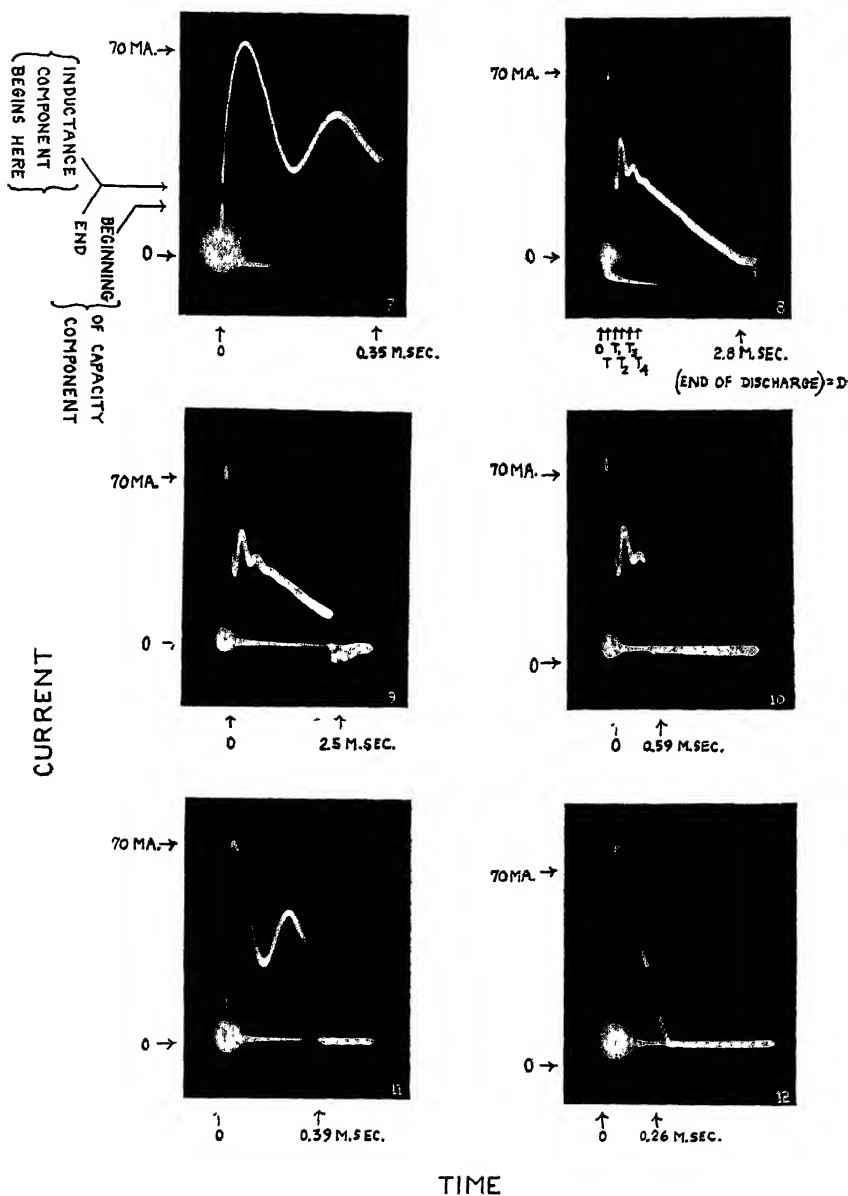 70 MA. →
INDUCTANCE
COMPONENT
BEGINS HERE
BEGINNING
END
OF CAPACITY
COMPONENT
0 →
7
0
0.35 M.SEC.
70 MA. →
0 →
8
0 T T₁ T₂ T₃ T₄
2.8 M.SEC.
(END OF DISCHARGE) = D
70 MA. →
0
9
0
2.5 M.SEC.
70 MA. →
0 →
10
0
0.59 M.SEC.
CURRENT
70 MA. →
0 →
11
0
0.39 M.SEC.
70 MA. →
0 →
12
0
0.26 M.SEC.
TIME